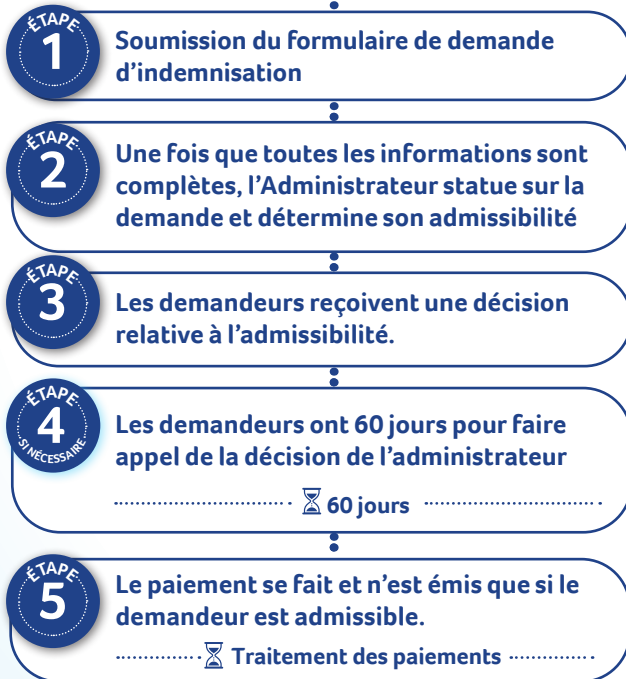 ÉTAPE
1
Soumission du formulaire de demande
d’indemnisation
ÉTAPE
2
Une fois que toutes les informations sont
complètes, l’Administrateur statue sur la
demande et détermine son admissibilité
ÉTAPE
3
Les demandeurs reçoivent une décision
relative à l’admissibilité.
ÉTAPE
4
SI NÉCESSAIRE
Les demandeurs ont 60 jours pour faire
appel de la décision de l’administrateur
60 jours
ÉTAPE
5
Le paiement se fait et n’est émis que si le
demandeur est admissible.
Traitement des paiements